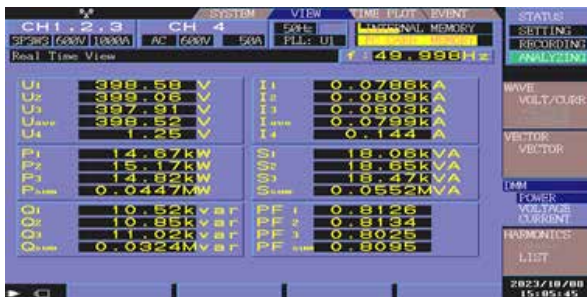 SYSTEM VIEW TIME PLOT EVENT
CH1.2.3 CH 4 50Hz INTERNAL MEMORY
3P3W3 600V 1000A AC 600V 50A PLL: U1 PC CARD MEMORY
Real Time View f: 49.998Hz
U1 398.58 V I1 0.0786kA
U2 399.06 V I2 0.0809kA
U3 397.91 V I3 0.0803kA
Uave 398.52 V Iave 0.0799kA
U4 1.25 V I4 0.144 A
P1 14.67kW S1 18.06kVA
P2 15.17kW S2 18.65kVA
P3 14.82kW S3 18.47kVA
Psum 0.0447MW Ssum 0.0552MVA
Q1 10.52kvar PF1 0.8126
Q2 10.85kvar PF2 0.8134
Q3 11.02kvar PF3 0.8025
Qsum 0.0324Mvar PFsum 0.8095
STATUS
SETTING
RECORDING
ANALYZING
WAVE
VOLT/CURR
VECTOR
VECTOR
DMM
POWER
VOLTAGE
CURRENT
HARMONICS
LIST
2023/10/08
15:05:45